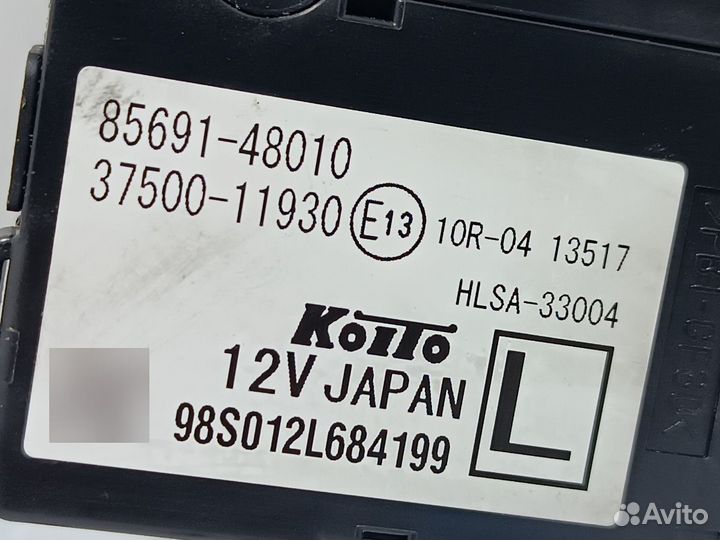 85691-48010
37500-11930 E13 10R-04 13517
HLSA-33004
KOITO
12V JAPAN L
98S012L684199
Avito